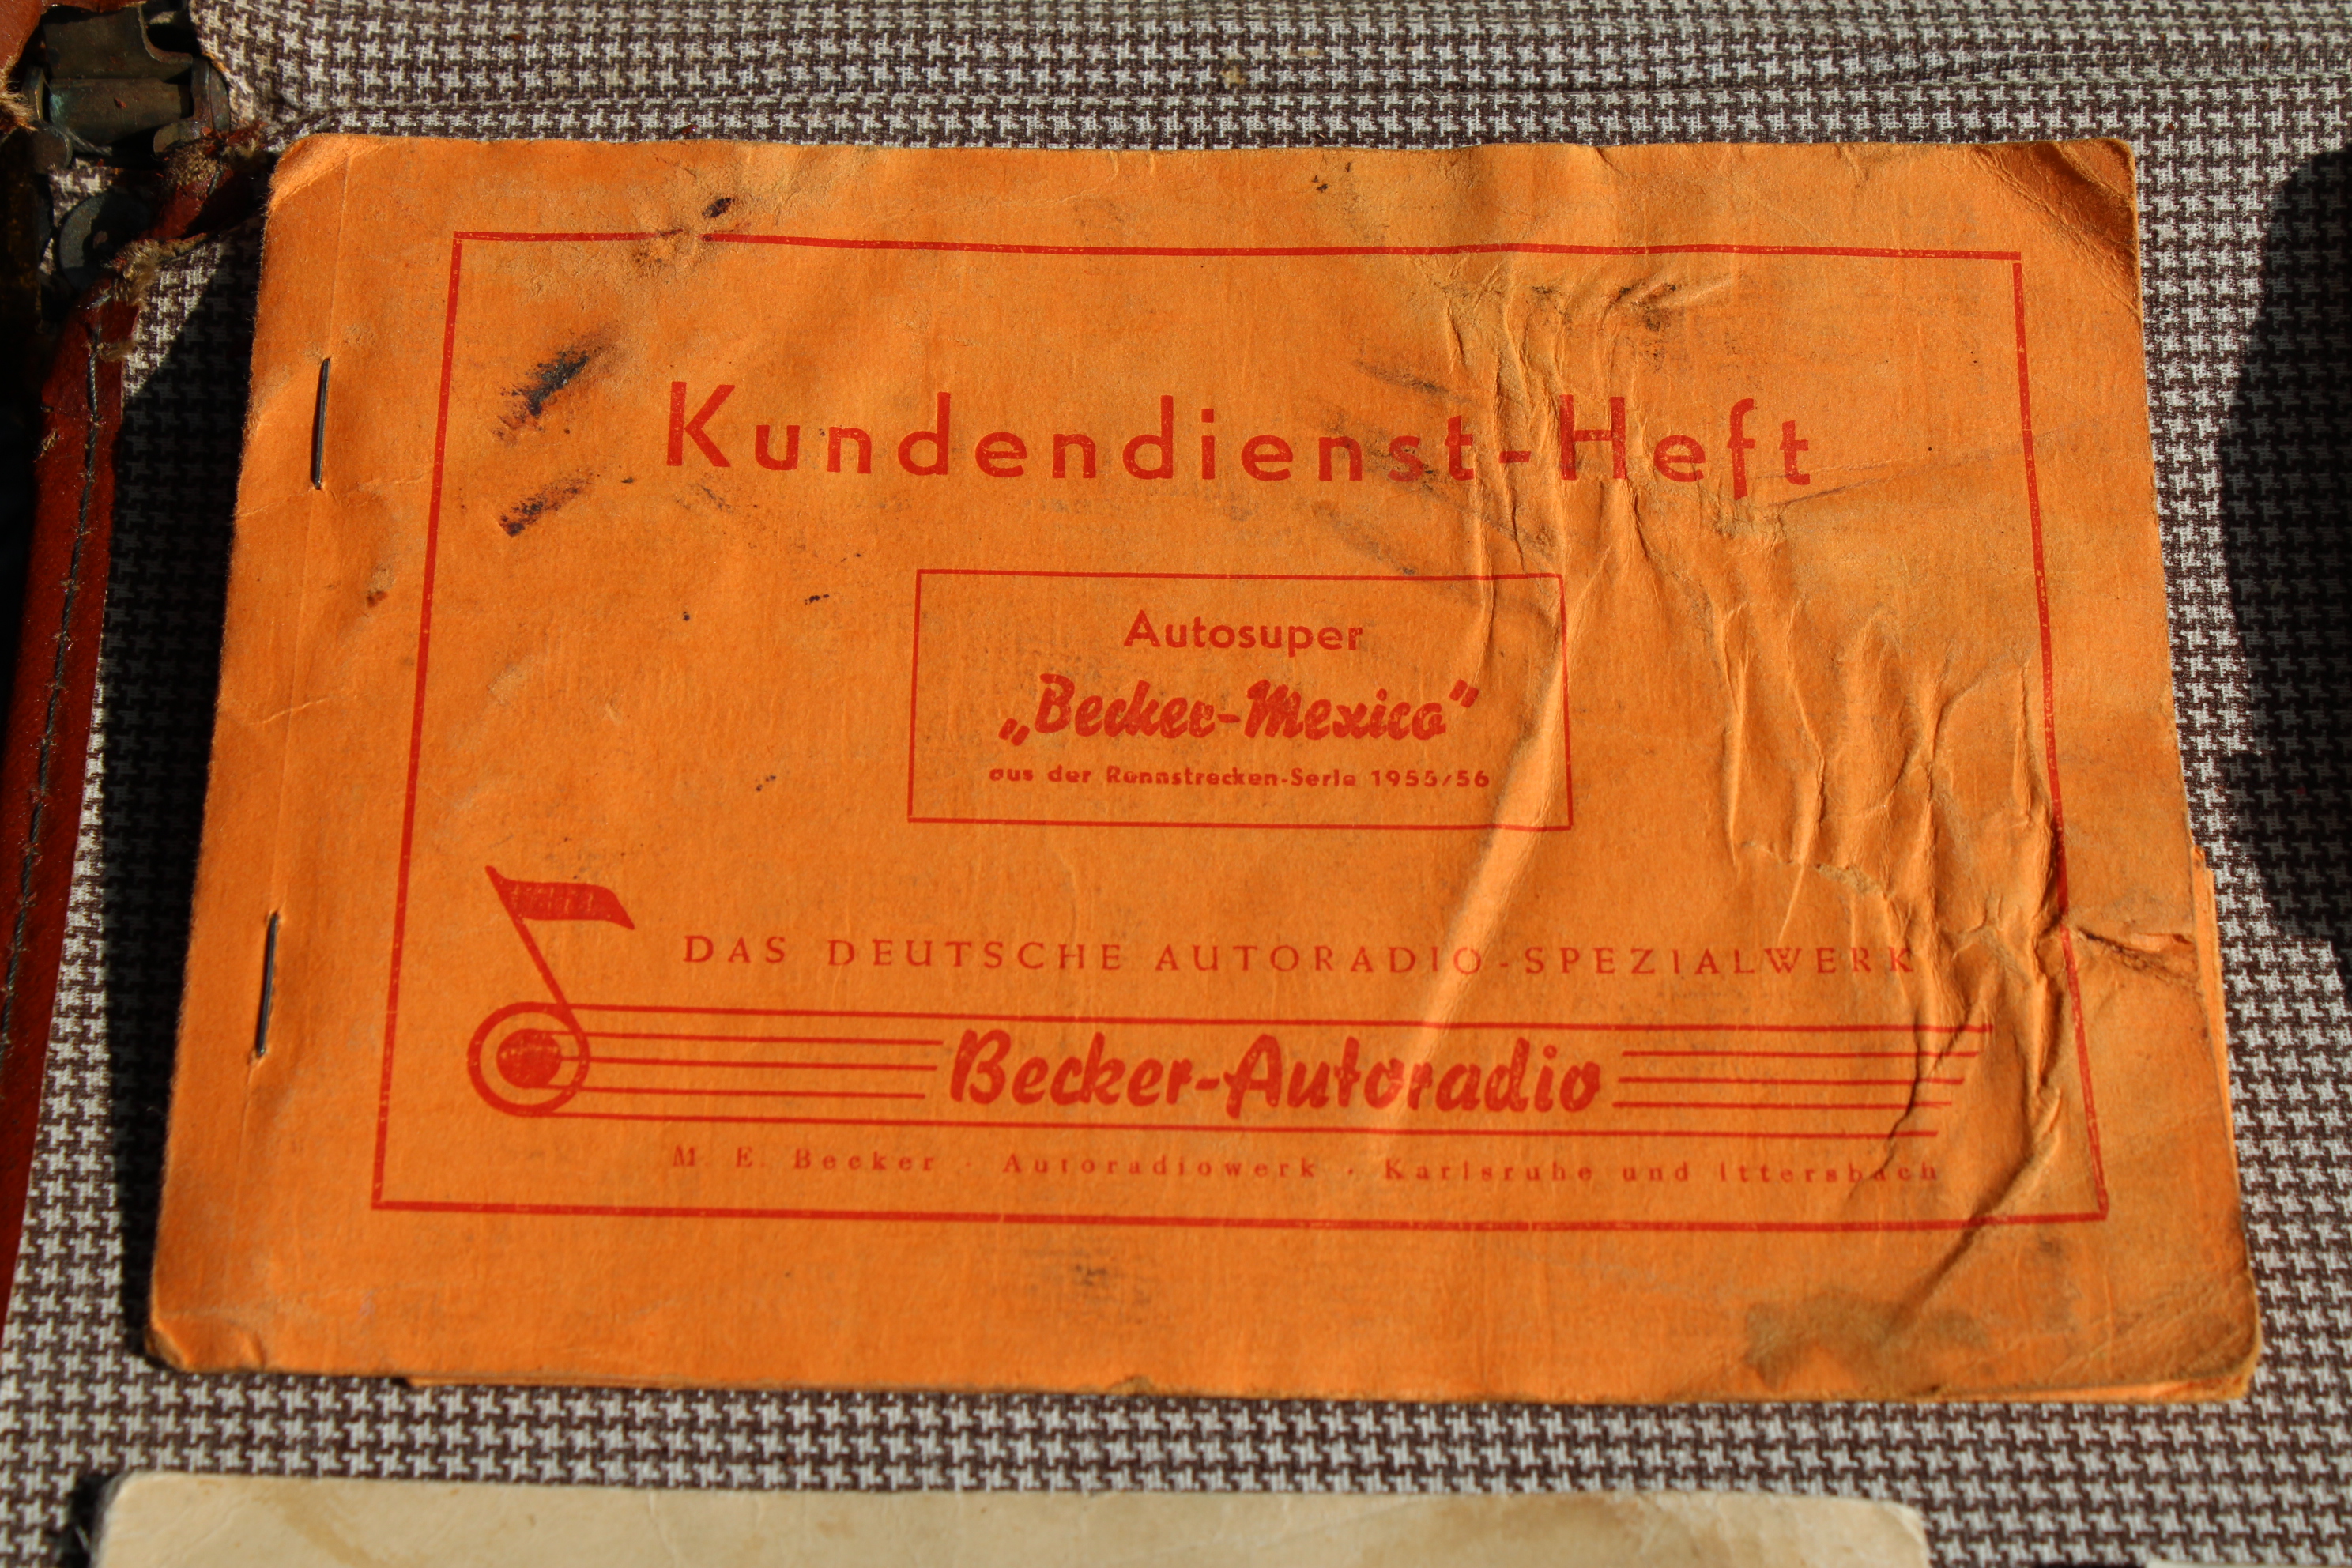 Kundendienst-Heft
Autosuper
„Becker-Mexico”
aus der Rennstrecken-Serie 1955/56
DAS DEUTSCHE AUTORADIO-SPEZIALWERK
Becker-Autoradio
M. E. Becker · Autoradiowerk · Karlsruhe und Ittersbach